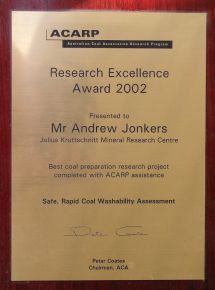 ACARP
Australian Coal Association Research Program
Research Excellence
Award 2002
Presented to
Mr Andrew Jonkers
Julius Kruttschnitt Mineral Research Centre
Best coal preparation research project
completed with ACARP assistance
Safe, Rapid Coal Washability Assessment
Peter Coates
Chairman, ACA